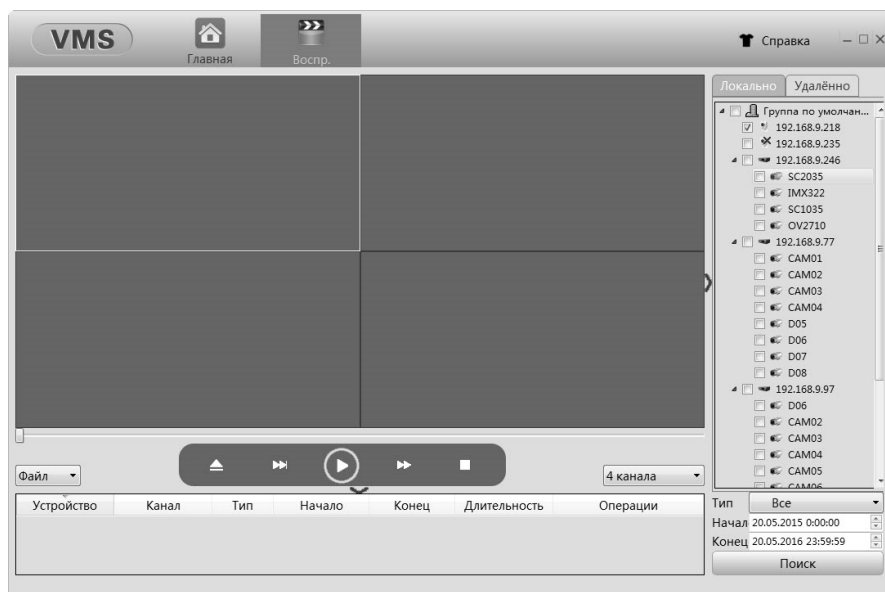 VMS
Главная
Воспр.
Справка
Локально
Удалённо
Группа по умолчан...
192.168.9.218
192.168.9.235
192.168.9.246
SC2035
IMX322
SC1035
OV2710
192.168.9.77
CAM01
CAM02
CAM03
CAM04
D05
D06
D07
D08
192.168.9.97
D06
CAM02
CAM03
CAM04
CAM05
CAM06
Файл
4 канала
Устройство Канал Тип Начало Конец Длительность Операции
Тип Все
Начал 20.05.2015 0:00:00
Конец 20.05.2016 23:59:59
Поиск